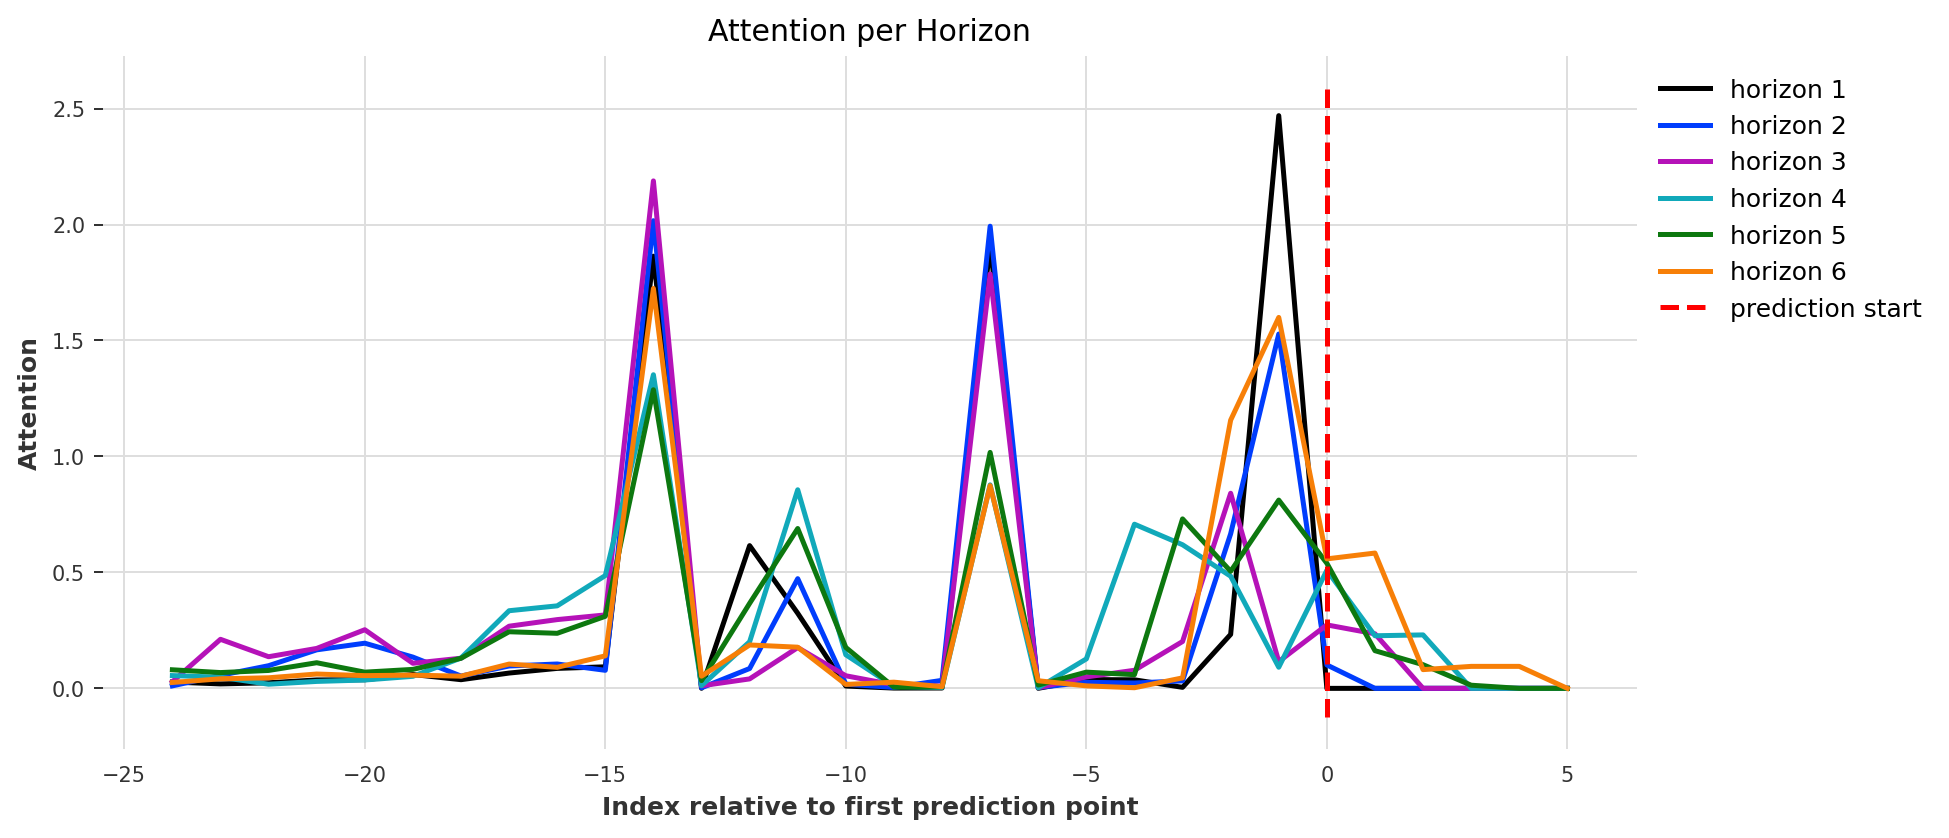 Attention per Horizon
2.5
2.0
1.5
1.0
0.5
0.0
Attention
−25
−20
−15
−10
−5
0
5
Index relative to first prediction point
horizon 1
horizon 2
horizon 3
horizon 4
horizon 5
horizon 6
prediction start